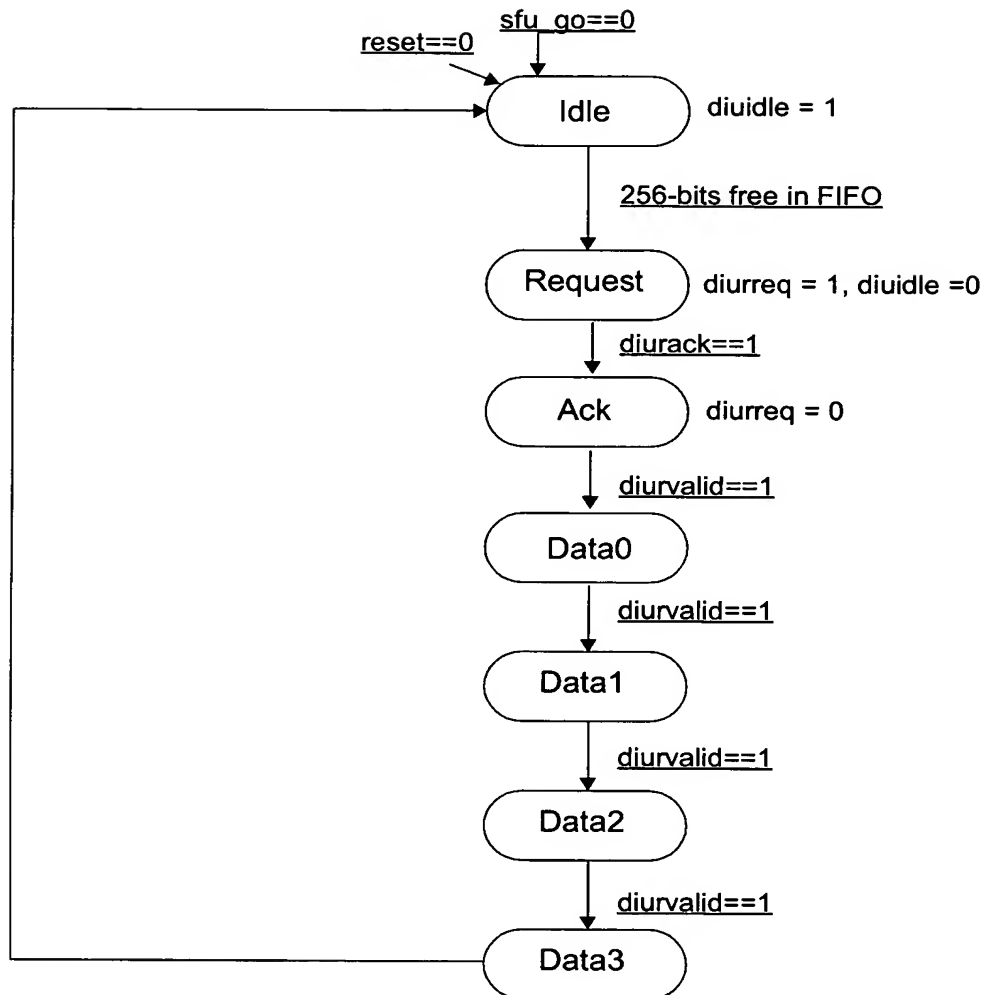 sfu_go==0
reset==0
Idle
diuidle = 1
256-bits free in FIFO
Request
diurreq = 1, diuidle =0
diurack==1
Ack
diurreq = 0
diurvalid==1
Data0
diurvalid==1
Data1
diurvalid==1
Data2
diurvalid==1
Data3